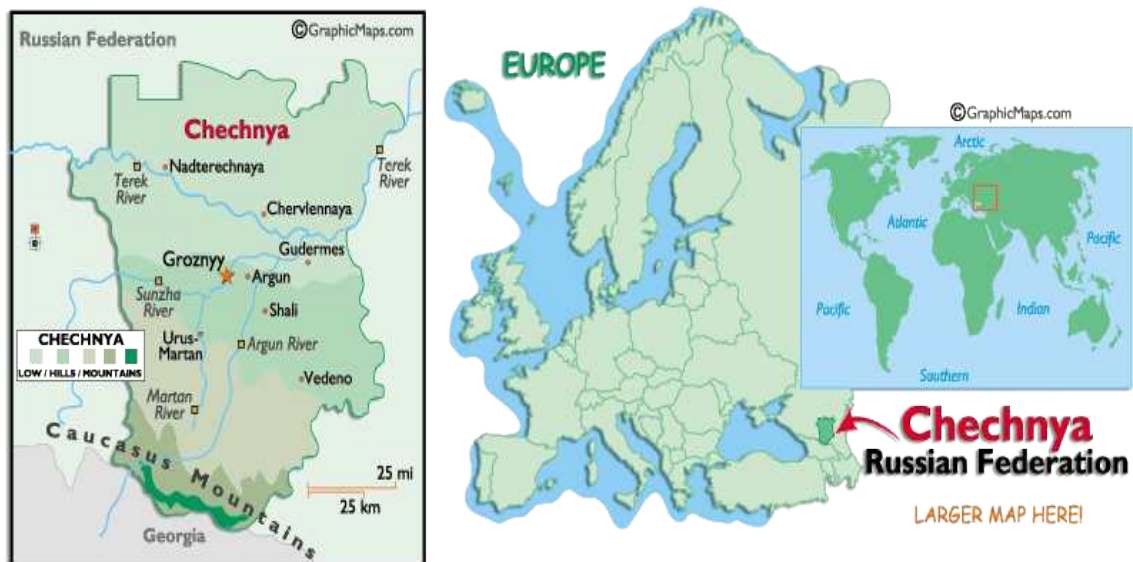 Russian Federation
©GraphicMaps.com
Chechnya
Nadterechnaya
Terek
River
Terek
River
Chervlennaya
Gudermes
Groznyy
Argun
Sunzha
River
Shali
Urus-
Martan
Argun River
CHECHNYA
LOW / HILLS / MOUNTAINS
Vedeno
Martan
River
Caucasus Mountains
25 mi
25 km
Georgia
EUROPE
©GraphicMaps.com
Arctic
Atlantic
Pacific
Pacific
Indian
Southern
Chechnya
Russian Federation
LARGER MAP HERE!